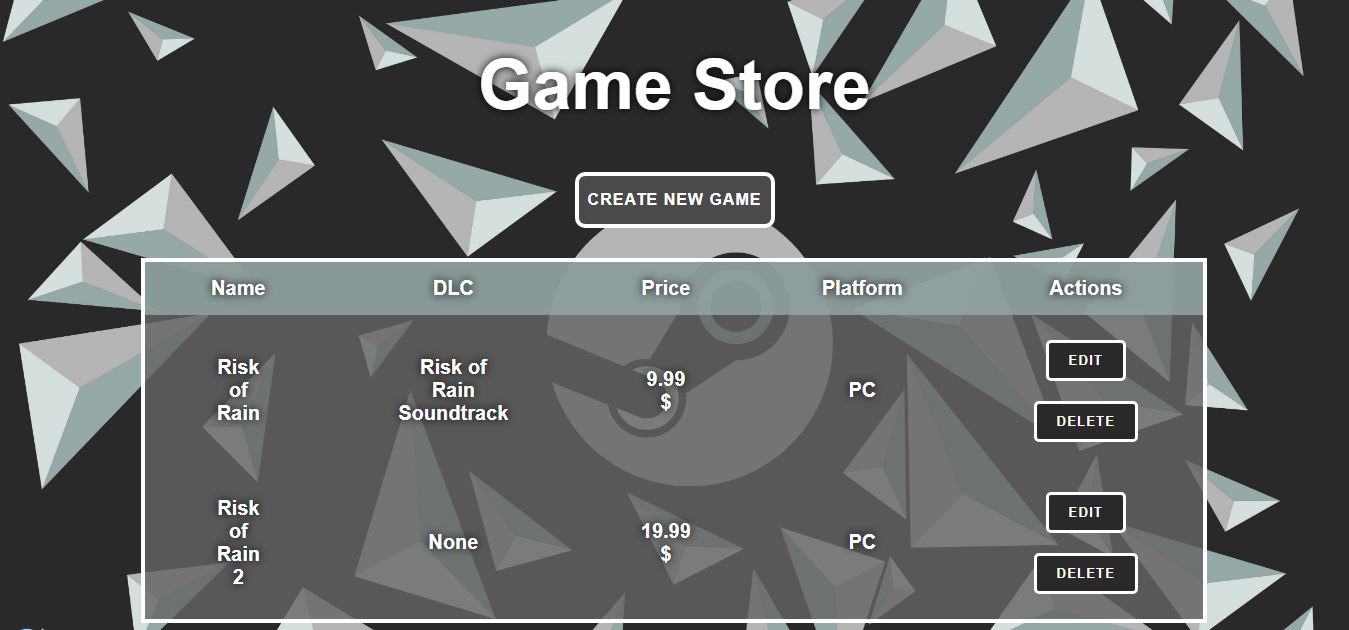 Game Store
CREATE NEW GAME
Name DLC Price Platform Actions
Risk
of
Rain
Risk of
Rain
Soundtrack
9.99
$
PC
EDIT
DELETE
Risk
of
Rain
2
None
19.99
$
PC
EDIT
DELETE